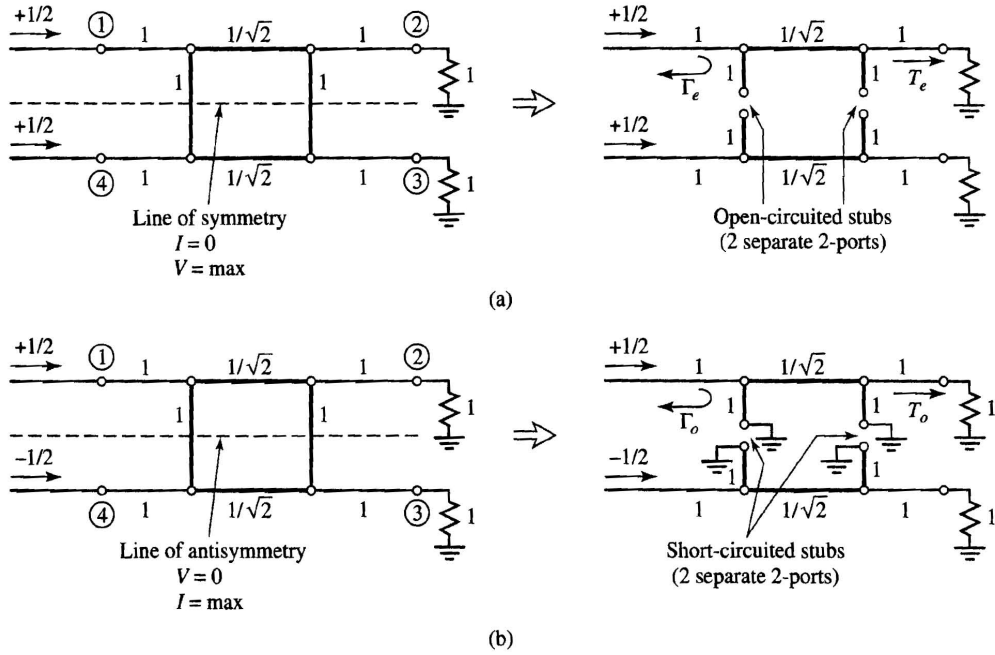 +1/2 ① 1 1/√2 1 ②
1 1 1
+1/2
④ 1 1/√2 1 ③ 1
Line of symmetry
I = 0
V = max
1 1/√2 1
Γe 1 1 Te 1
+1/2
1 1/√2 1 1
Open-circuited stubs
(2 separate 2-ports)
(a)
+1/2 ① 1 1/√2 1 ②
1 1 1
−1/2
④ 1 1/√2 1 ③ 1
Line of antisymmetry
V = 0
I = max
+1/2
1 1/√2 1
Γo 1 1 To 1
−1/2 1 1
1 1/√2 1 1
Short-circuited stubs
(2 separate 2-ports)
(b)